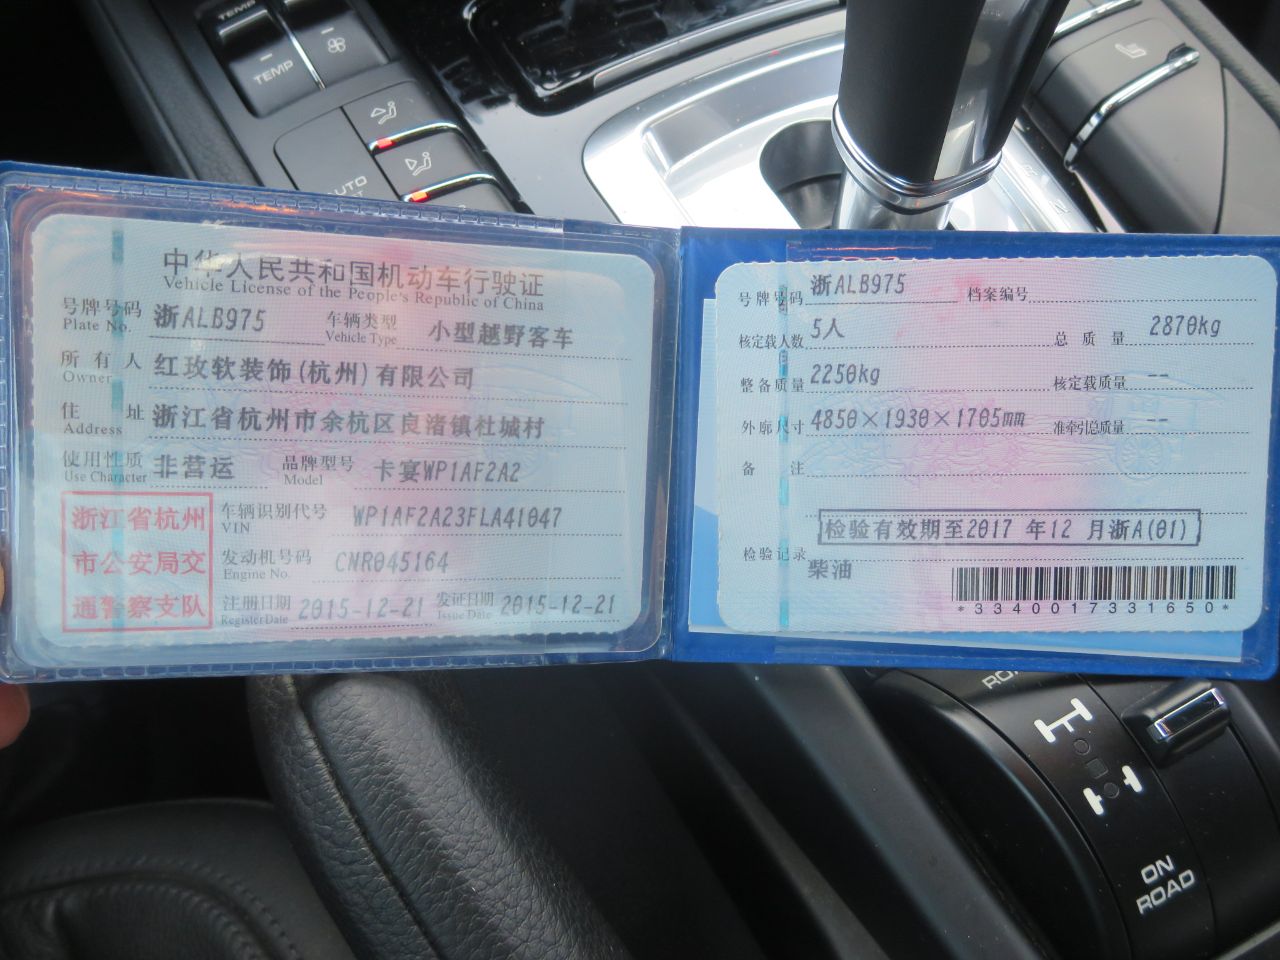 TEMP
TEMP
AUTO
中华人民共和国机动车行驶证
Vehicle License of the People's Republic of China
号牌号码 浙ALB975 车辆类型 小型越野客车
Plate No. Vehicle Type
所有人 红玫软装饰(杭州)有限公司
Owner
住址 浙江省杭州市余杭区良渚镇杜城村
Address
使用性质 非营运 品牌型号 卡宴WP1AF2A2
Use Character Model
浙江省杭州
市公安局交
通警察支队
车辆识别代号 WP1AF2A23FLA41047
VIN
发动机号码 CNR045164
Engine No.
注册日期 2015-12-21 发证日期 2015-12-21
Register Date Issue Date
号牌号码 浙ALB975 档案编号
核定载人数 5人 总质量 2870kg
整备质量 2250kg 核定载质量 --
外廓尺寸 4850×1930×1705mm 准牵引总质量 --
备注
检验有效期至2017 年12 月浙A(01)
检验记录
柴油
*3340017331650*
ON
ROAD